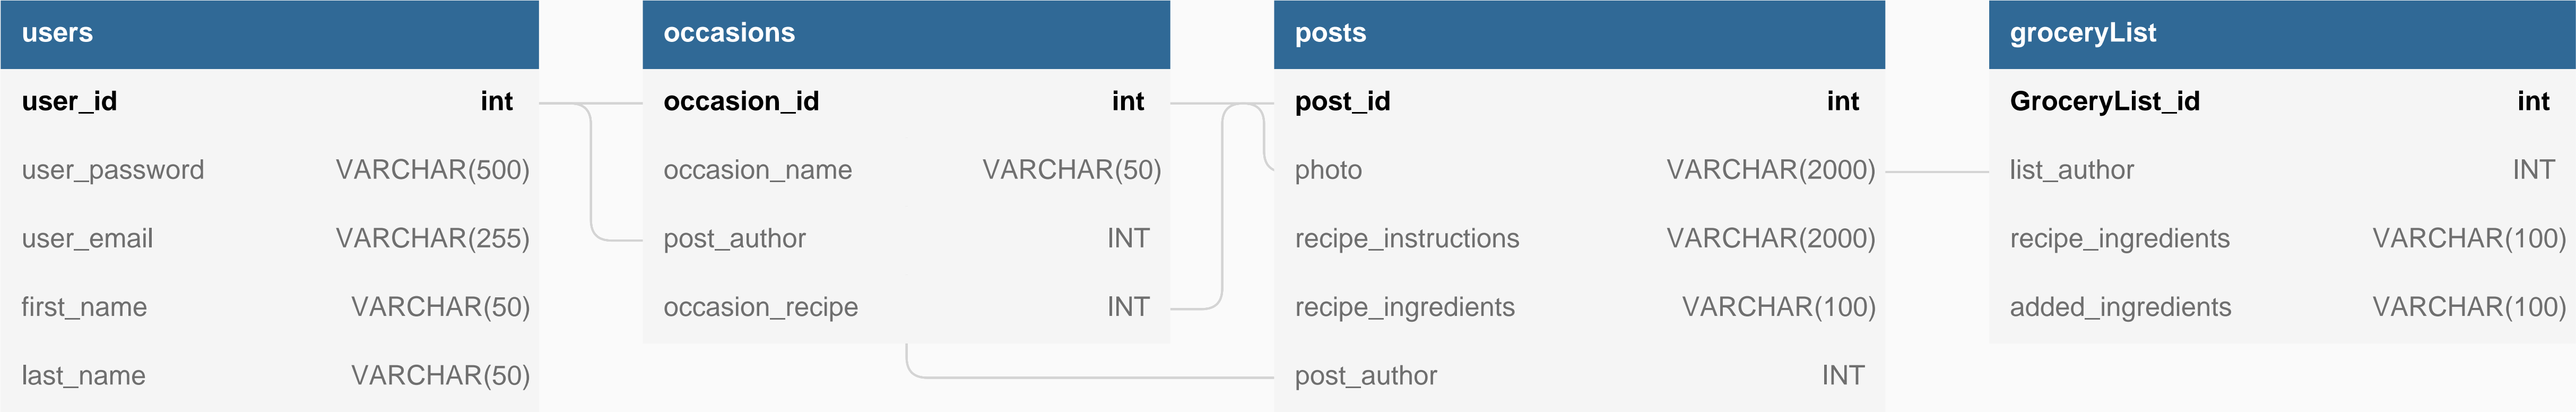 users
user_id int
user_password VARCHAR(500)
user_email VARCHAR(255)
first_name VARCHAR(50)
last_name VARCHAR(50)
occasions
occasion_id int
occasion_name VARCHAR(50)
post_author INT
occasion_recipe INT
posts
post_id int
photo VARCHAR(2000)
recipe_instructions VARCHAR(2000)
recipe_ingredients VARCHAR(100)
post_author INT
groceryList
GroceryList_id int
list_author INT
recipe_ingredients VARCHAR(100)
added_ingredients VARCHAR(100)